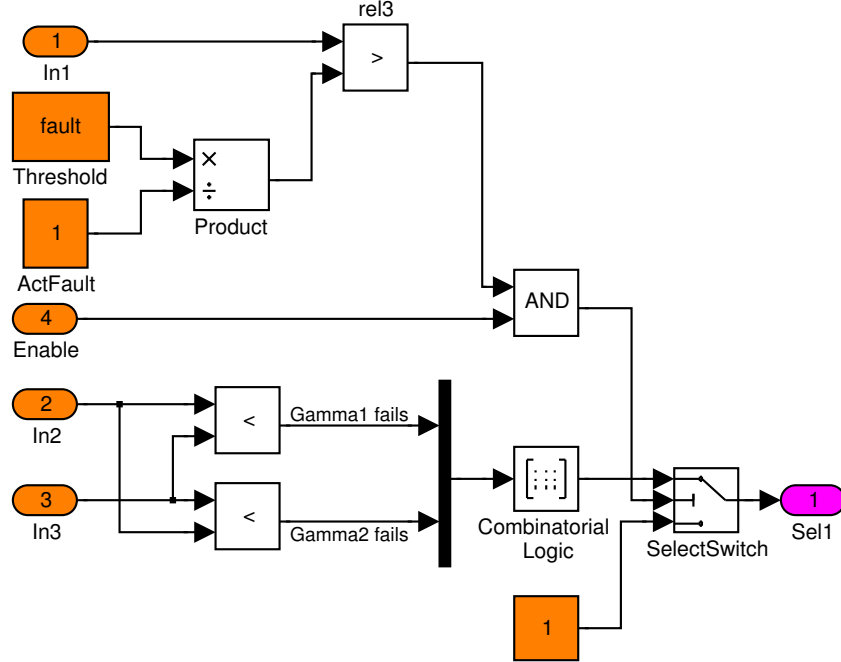 rel3
1
In1
>
fault
Threshold
×
÷
Product
1
ActFault
4
Enable
AND
2
In2
<
Gamma1 fails
3
In3
<
Gamma2 fails
Combinatorial
Logic
SelectSwitch
1
Sel1
1